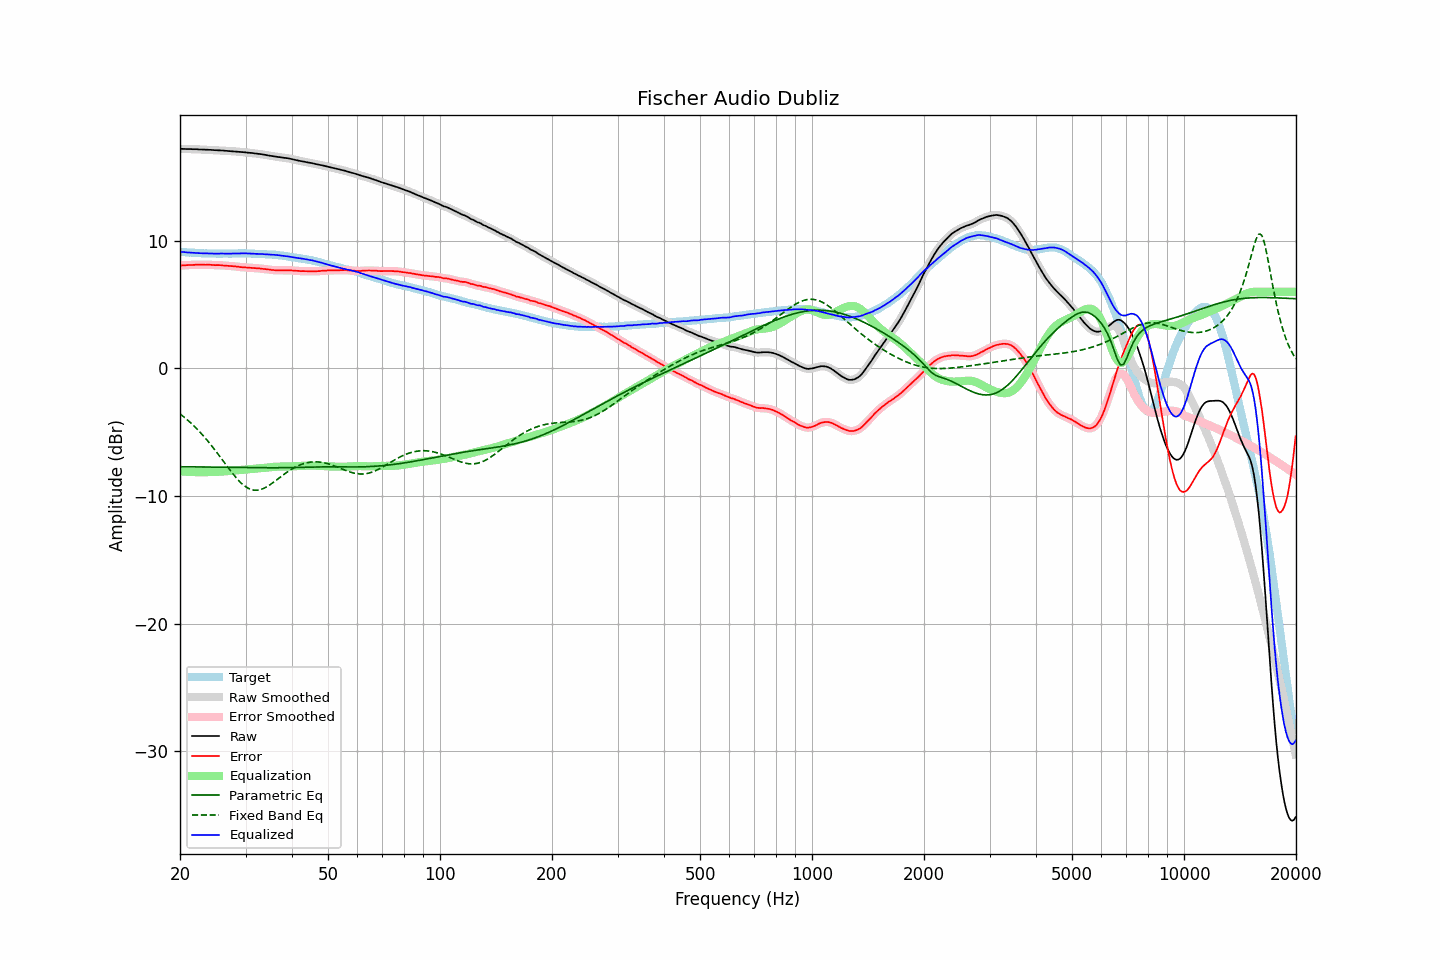 Fischer Audio Dubliz
Amplitude (dBr)
10
0
−10
−20
−30
Target
Raw Smoothed
Error Smoothed
Raw
Error
Equalization
Parametric Eq
Fixed Band Eq
Equalized
20 50 100 200 500 1000 2000 5000 10000 20000
Frequency (Hz)